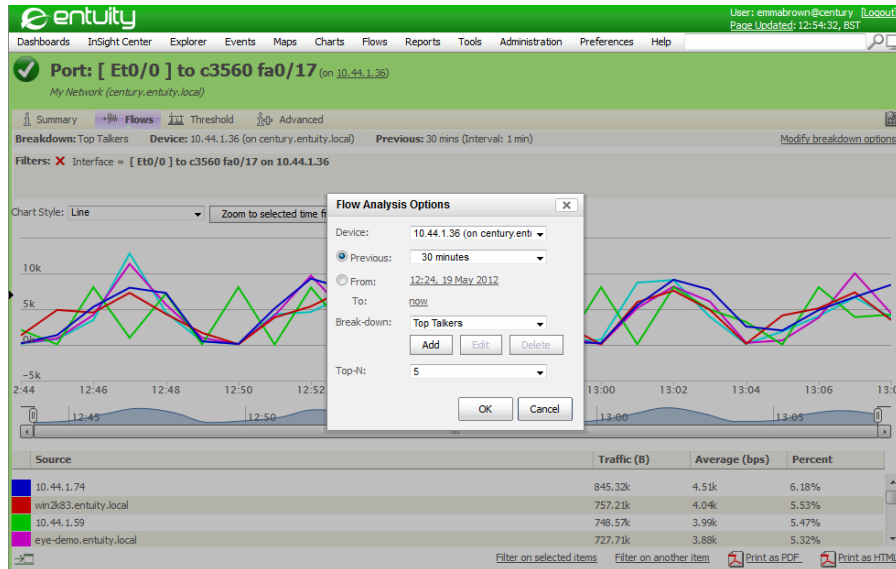 entuity
User: emmabrown@century [Logout]
Page Updated: 12:54:32, BST
Dashboards InSight Center Explorer Events Maps Charts Flows Reports Tools Administration Preferences Help
Port: [ Et0/0 ] to c3560 fa0/17 (on 10.44.1.36)
My Network (century.entuity.local)
Summary Flows Threshold Advanced
Breakdown: Top Talkers Device: 10.44.1.36 (on century.entuity.local) Previous: 30 mins (Interval: 1 min) Modify breakdown options
Filters: X Interface = [ Et0/0 ] to c3560 fa0/17 on 10.44.1.36
Chart Style: Line Zoom to selected time
10k
5k
0k
-5k
2:44 12:46 12:48 12:50 12:52 13:00 13:02 13:04 13:06 13:0
12:45 12:50 13:00 13:05
Flow Analysis Options
Device: 10.44.1.36 (on century.enti
Previous: 30 minutes
From: 12:24, 19 May 2012
To: now
Break-down: Top Talkers
Add Edit Delete
Top-N: 5
OK Cancel
Source Traffic (B) Average (bps) Percent
10.44.1.74 845.32k 4.51k 6.18%
win2k83.entuity.local 757.21k 4.04k 5.53%
10.44.1.59 748.57k 3.99k 5.47%
eye-demo.entuity.local 727.71k 3.88k 5.32%
Filter on selected items Filter on another item Print as PDF Print as HTML